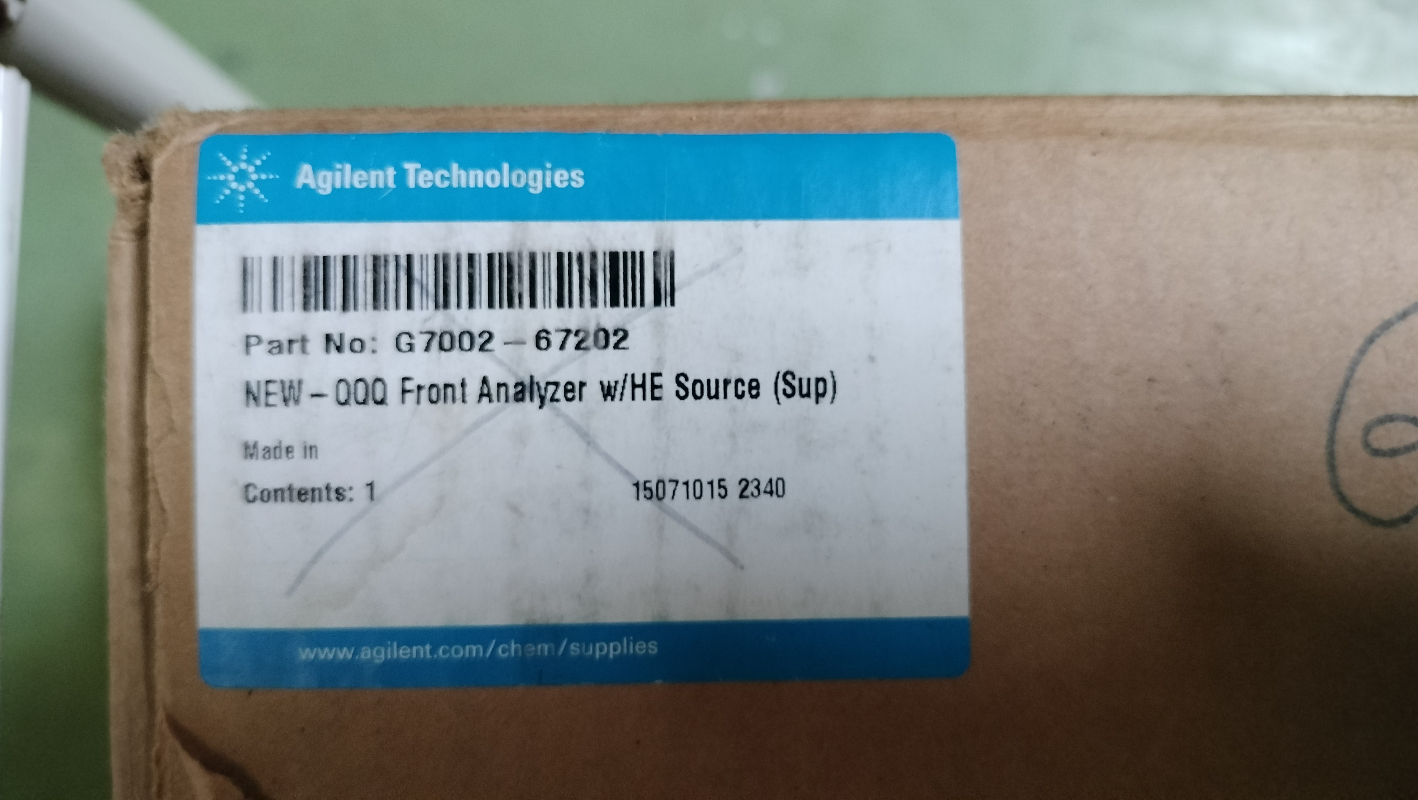 Agilent Technologies
Part No: G7002-67202
NEW-QQQ Front Analyzer w/HE Source (Sup)
Made in
Contents: 1 15071015 2340
www.agilent.com/chem/supplies